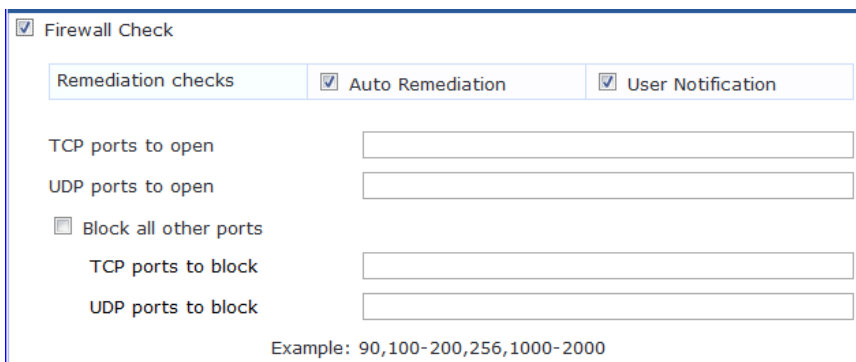 Firewall Check
Remediation checks Auto Remediation User Notification
TCP ports to open
UDP ports to open
Block all other ports
TCP ports to block
UDP ports to block
Example: 90,100-200,256,1000-2000